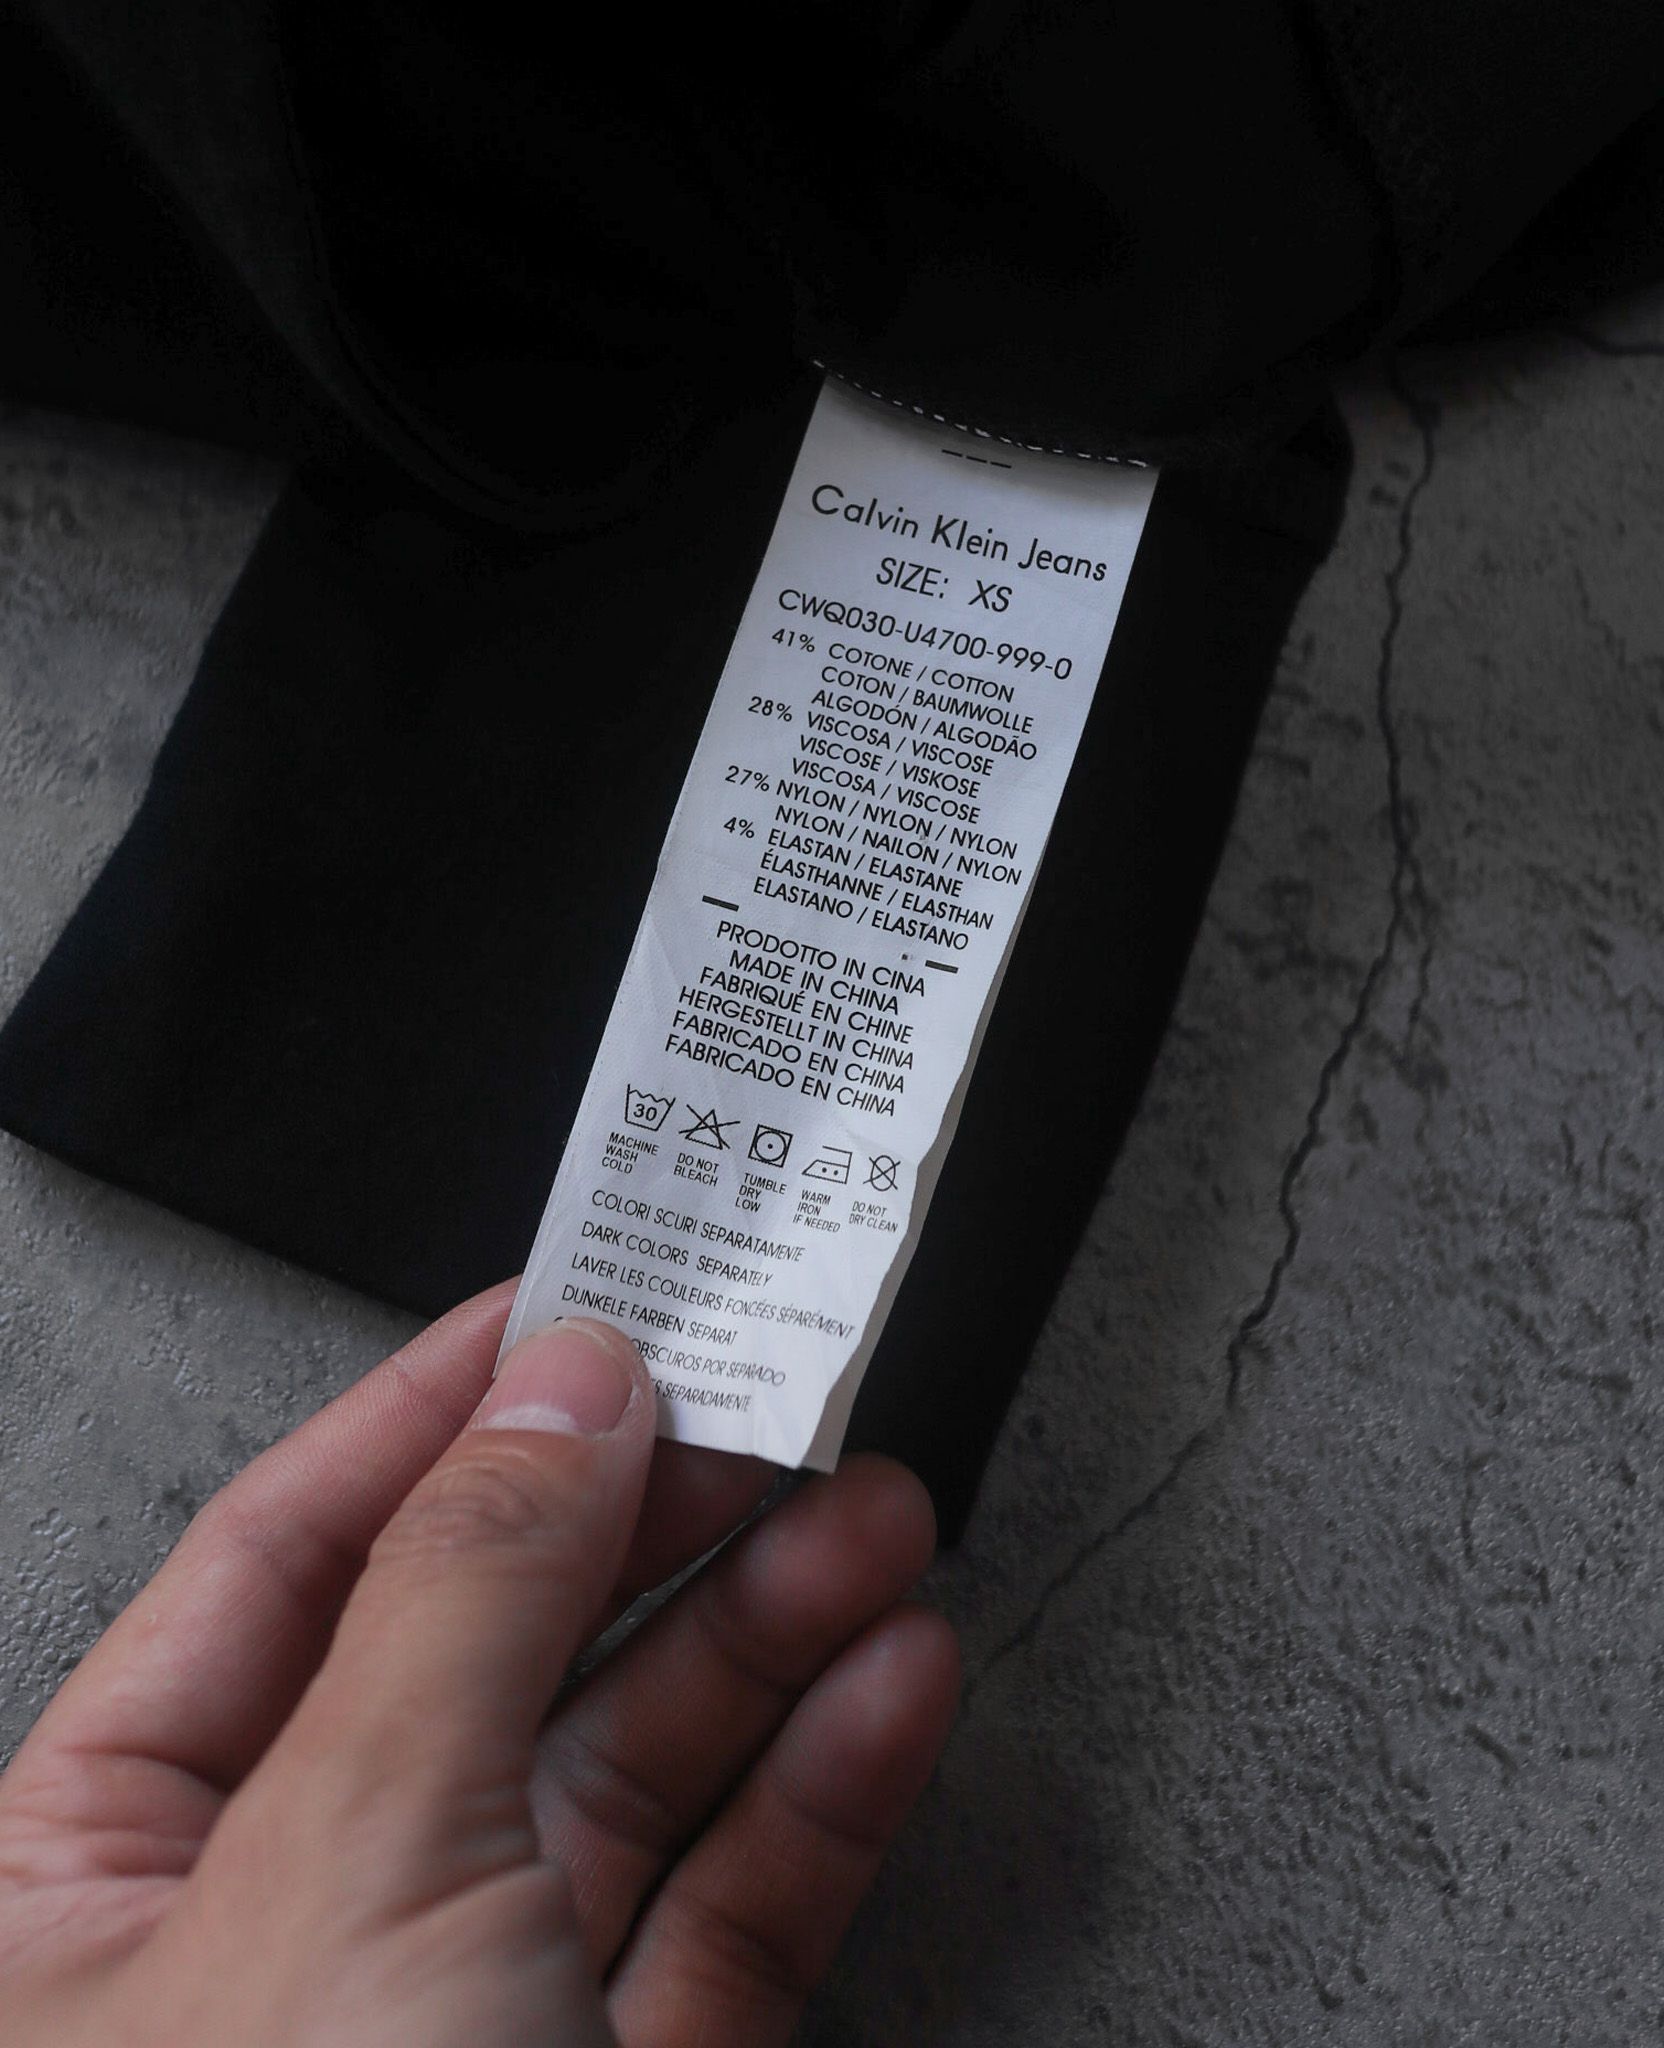 Calvin Klein Jeans
SIZE: XS
CWQ030-U4700-999-0
41% COTONE / COTTON
COTON / BAUMWOLLE
ALGODÓN / ALGODÃO
28% VISCOSA / VISCOSE
VISCOSE / VISKOSE
VISCOSA / VISCOSE
27% NYLON / NYLON / NYLON
NYLON / NAILON / NYLON
4% ELASTAN / ELASTANE
ÉLASTHANNE / ELASTHAN
ELASTANO / ELASTANO
PRODOTTO IN CINA
MADE IN CHINA
FABRIQUÉ EN CHINE
HERGESTELLT IN CHINA
FABRICADO EN CHINA
FABRICADO EN CHINA
30
MACHINE
WASH
COLD
DO NOT
BLEACH
TUMBLE
DRY
LOW
WARM
IRON
IF NEEDED
DO NOT
DRY CLEAN
COLORI SCURI SEPARATAMENTE
DARK COLORS SEPARATELY
LAVER LES COULEURS FONCÉES SÉPARÉMENT
DUNKELE FARBEN SEPARAT
OBSCUROS POR SEPARADO
SEPARADAMENTE